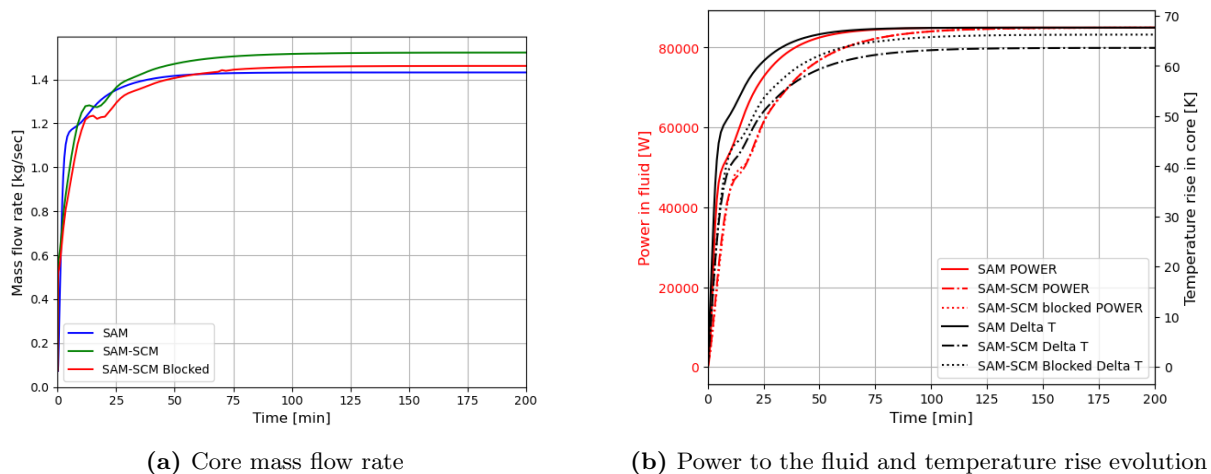 Mass flow rate [kg/sec]
1.4
1.2
1.0
0.8
0.6
0.4
0.2
0.0
0 25 50 75 100 125 150 175 200
Time [min]
SAM
SAM-SCM
SAM-SCM Blocked
(a) Core mass flow rate
Power in fluid [W]
80000
60000
40000
20000
0
70
60
50
40
30
20
10
0
Temperature rise in core [K]
0 25 50 75 100 125 150 175 200
Time [min]
SAM POWER
SAM-SCM POWER
SAM-SCM blocked POWER
SAM Delta T
SAM-SCM Delta T
SAM-SCM Blocked Delta T
(b) Power to the fluid and temperature rise evolution